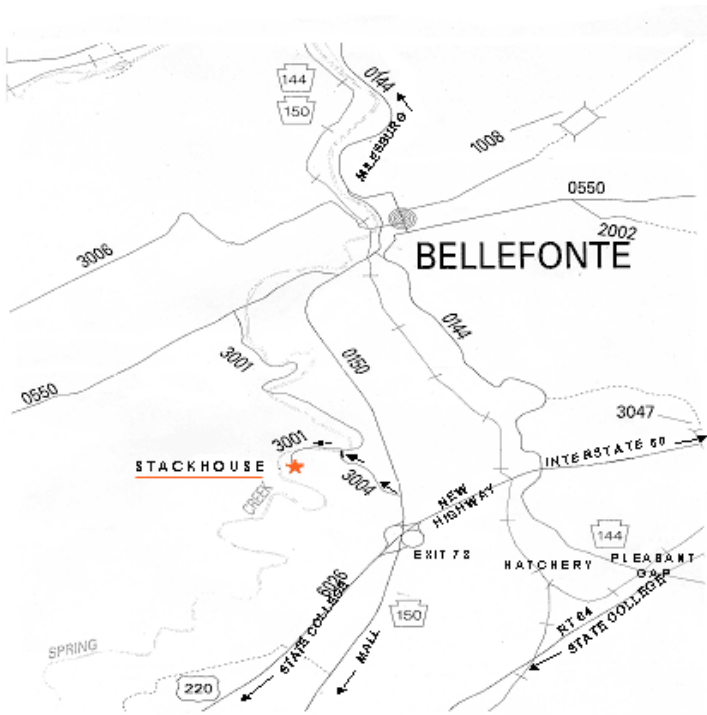 144
150
0144
MILESBURG
1008
0550
2002
BELLEFONTE
3006
3001
0150
0144
0550
3047
3001
STACKHOUSE
INTERSTATE 80
3004
CREEK
NEW
HIGHWAY
EXIT 78
144
HATCHERY
PLEASANT
GAP
6026
STATE COLLEGE
150
MALL
RT 64
STATE COLLEGE
SPRING
220